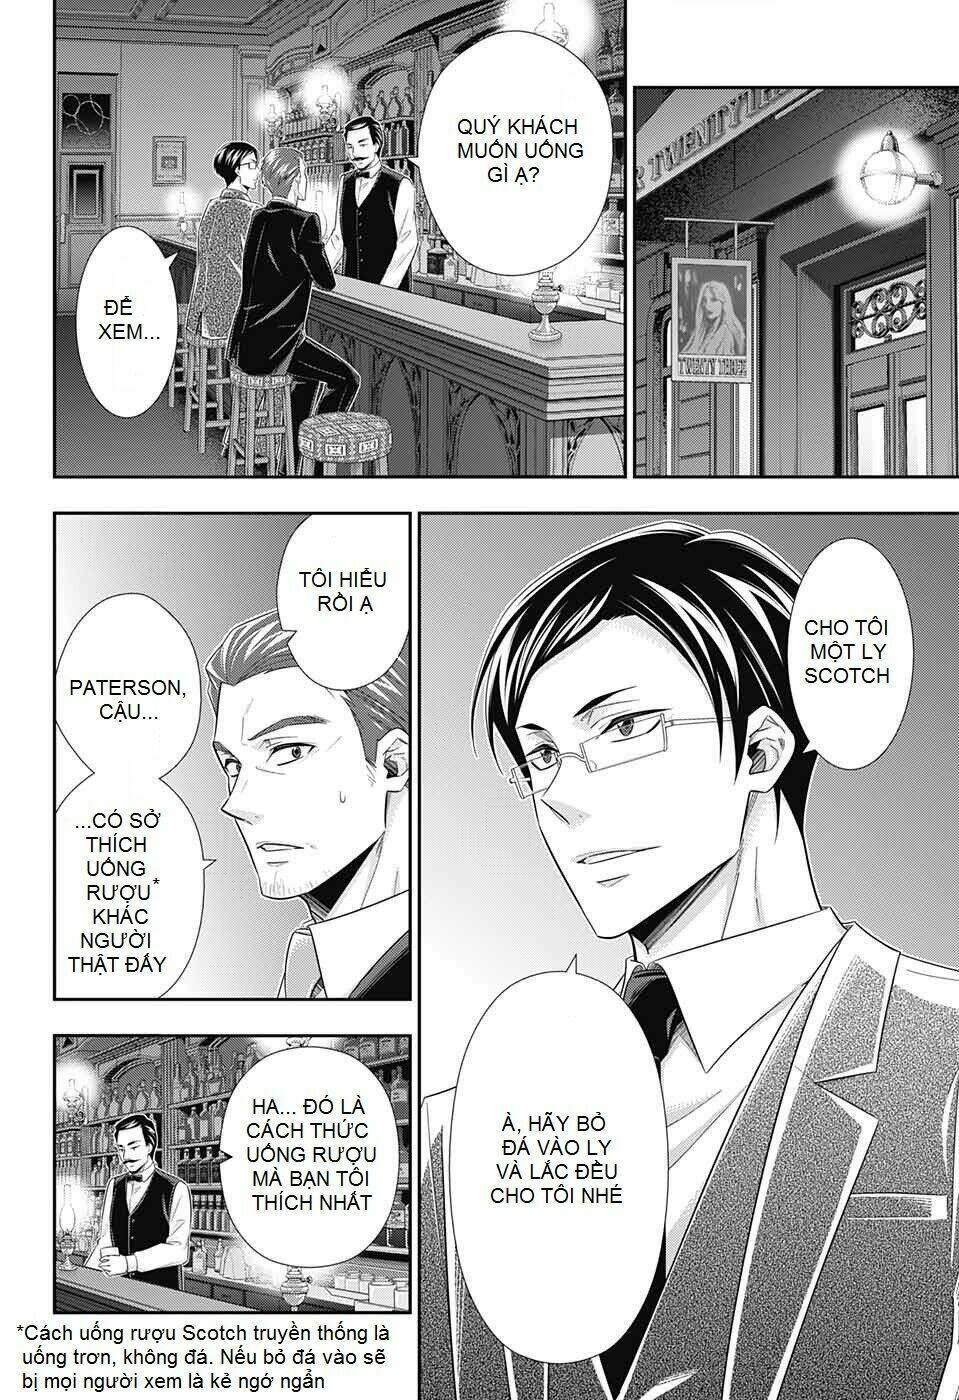 QUÝ KHÁCH
MUỐN UỐNG
GÌ Ạ?
ĐỂ
XEM...
TWENTY THREE
CHO TÔI
MỘT LY
SCOTCH
À, HÃY BỎ
ĐÁ VÀO LY
VÀ LẮC ĐỀU
CHO TÔI NHÉ
TÔI HIỂU
RỒI Ạ
PATERSON,
CẬU...
...CÓ SỞ
THÍCH
UỐNG
RƯỢU*
KHÁC
NGƯỜI
THẬT ĐẤY
HA... ĐÓ LÀ
CÁCH THỨC
UỐNG RƯỢU
MÀ BẠN TÔI
THÍCH NHẤT
*Cách uống rượu Scotch truyền thống là
uống trơn, không đá. Nếu bỏ đá vào sẽ
bị mọi người xem là kẻ ngớ ngẩn